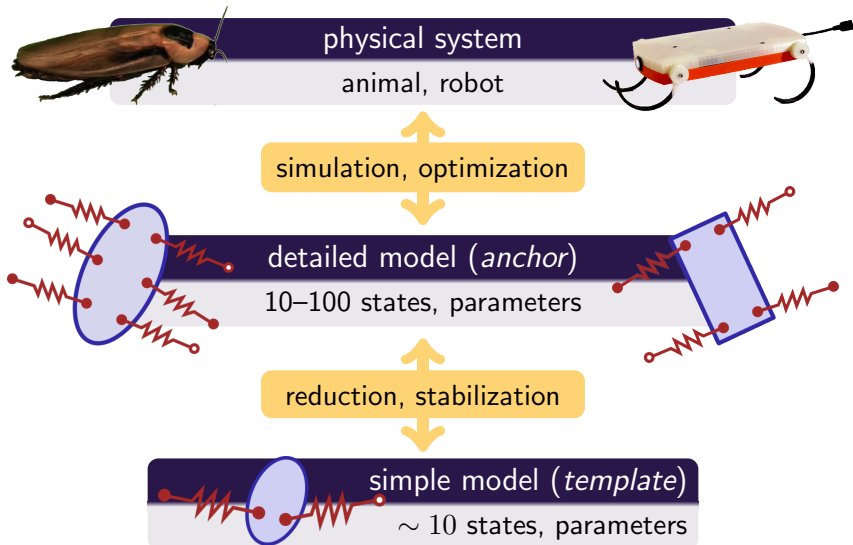 physical system
animal, robot
simulation, optimization
detailed model (anchor)
10–100 states, parameters
reduction, stabilization
simple model (template)
∼ 10 states, parameters